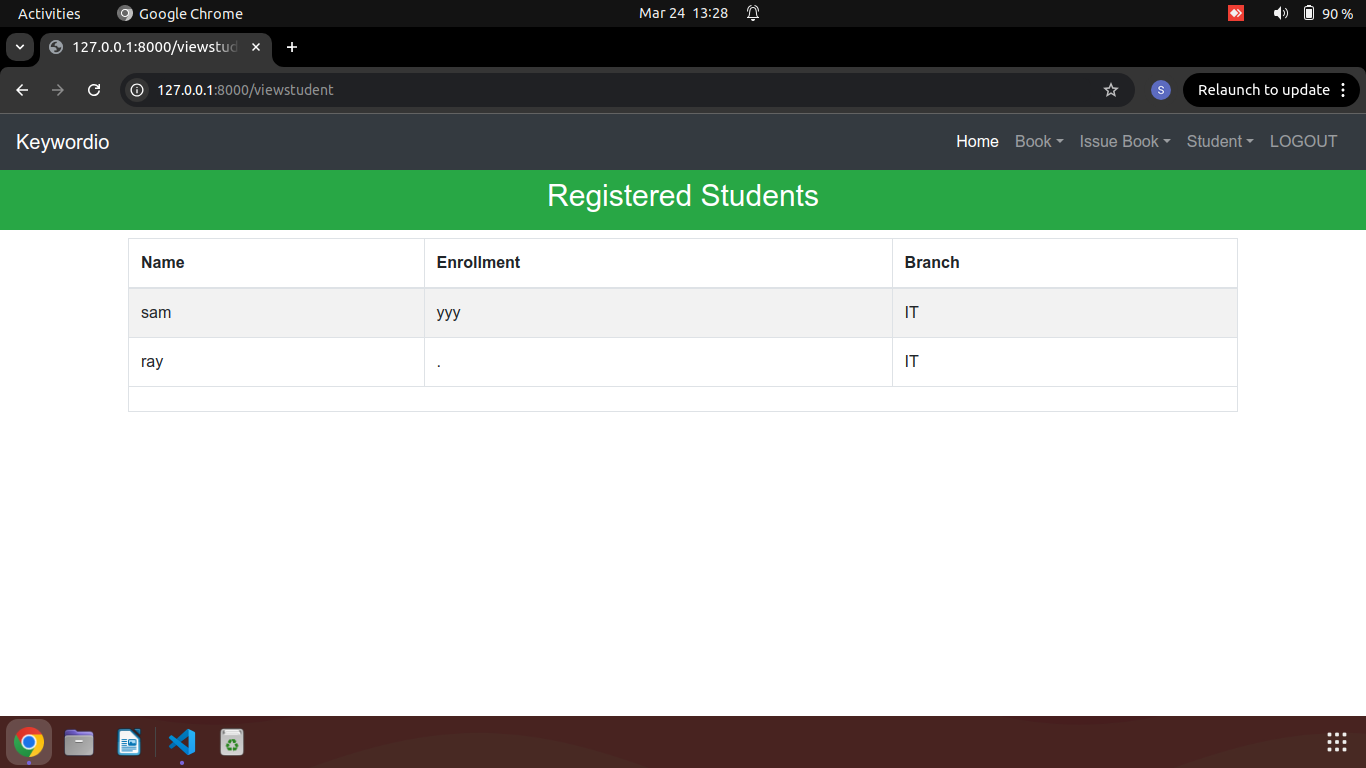 Activities Google Chrome Mar 24 13:28 90 %
127.0.0.1:8000/viewstud
127.0.0.1:8000/viewstudent S Relaunch to update
Keywordio Home Book Issue Book Student LOGOUT
Registered Students
Name Enrollment Branch
sam yyy IT
ray . IT